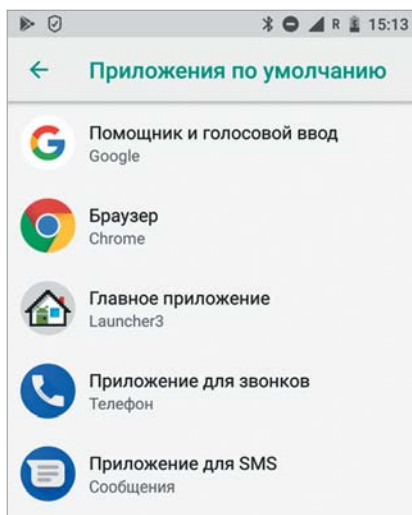 R 15:13
Приложения по умолчанию
Помощник и голосовой ввод
Google
Браузер
Chrome
Главное приложение
Launcher3
Приложение для звонков
Телефон
Приложение для SMS
Сообщения